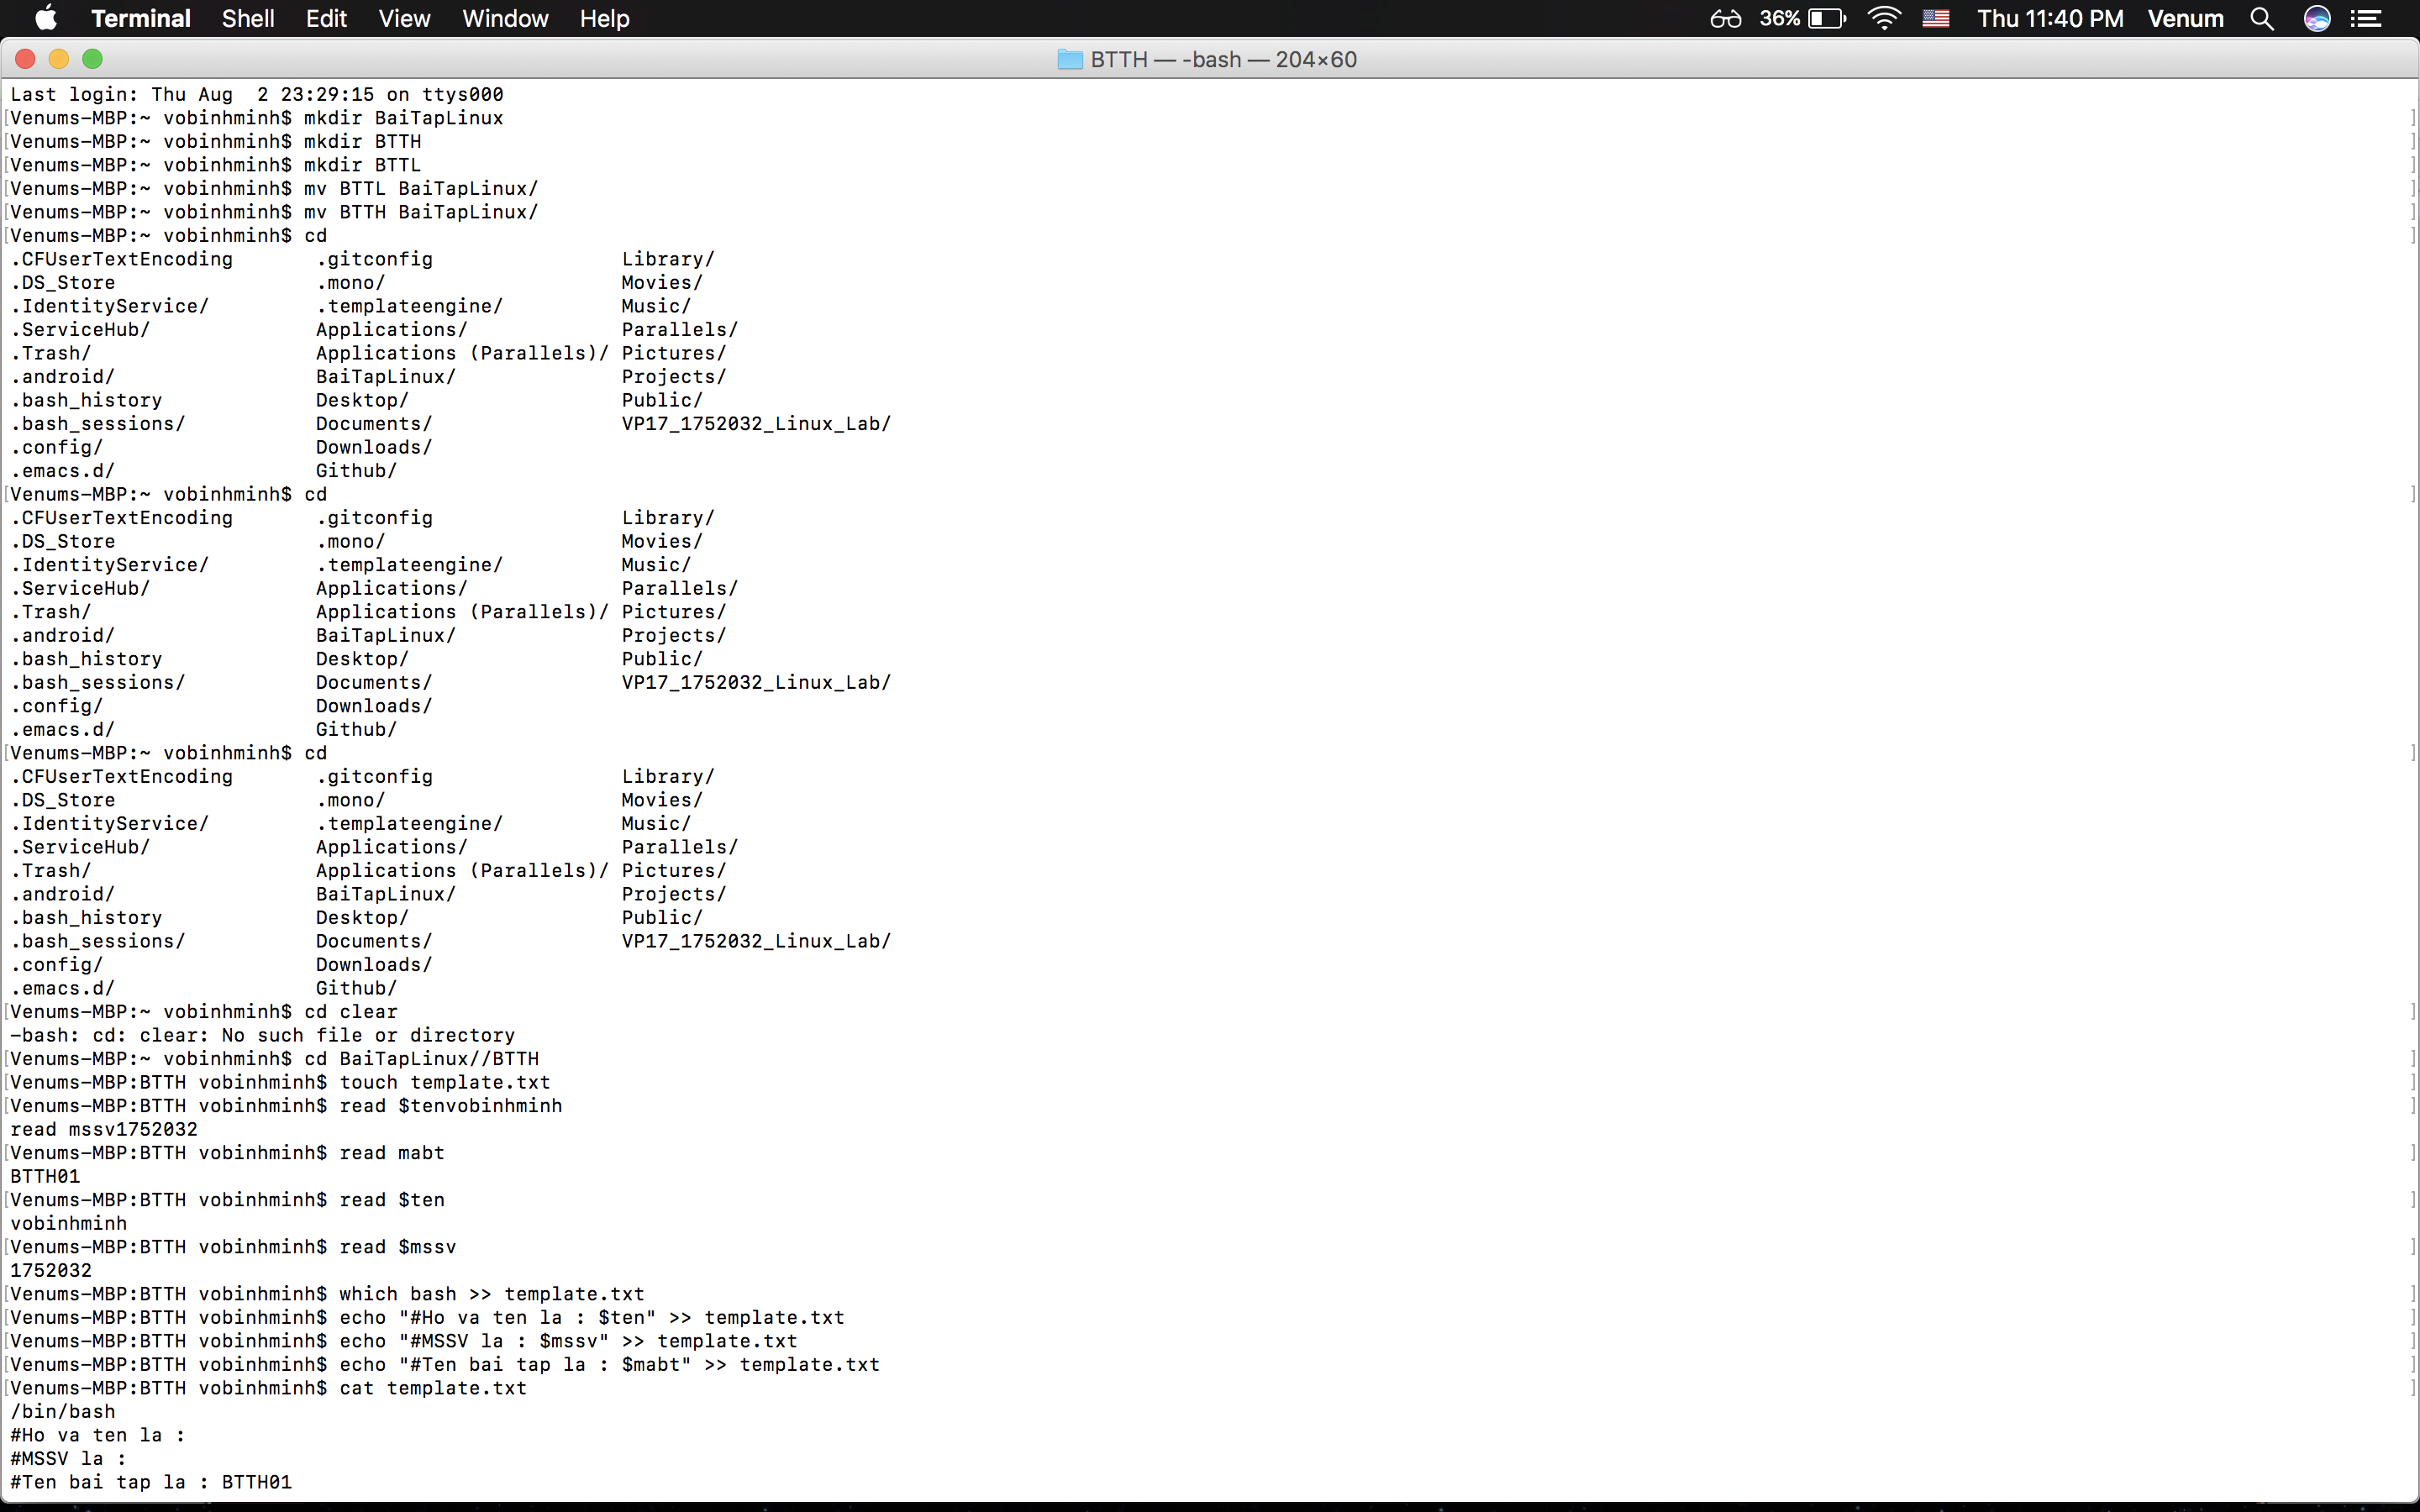 Terminal Shell Edit View Window Help 36% Thu 11:40 PM Venum
BTTH — -bash — 204×60
Last login: Thu Aug  2 23:29:15 on ttys000
[Venums-MBP:~ vobinhminh$ mkdir BaiTapLinux ]
[Venums-MBP:~ vobinhminh$ mkdir BTTH ]
[Venums-MBP:~ vobinhminh$ mkdir BTTL ]
[Venums-MBP:~ vobinhminh$ mv BTTL BaiTapLinux/ ]
[Venums-MBP:~ vobinhminh$ mv BTTH BaiTapLinux/ ]
[Venums-MBP:~ vobinhminh$ cd ]
.CFUserTextEncoding .gitconfig Library/
.DS_Store .mono/ Movies/
.IdentityService/ .templateengine/ Music/
.ServiceHub/ Applications/ Parallels/
.Trash/ Applications (Parallels)/ Pictures/
.android/ BaiTapLinux/ Projects/
.bash_history Desktop/ Public/
.bash_sessions/ Documents/ VP17_1752032_Linux_Lab/
.config/ Downloads/
.emacs.d/ Github/
[Venums-MBP:~ vobinhminh$ cd ]
.CFUserTextEncoding .gitconfig Library/
.DS_Store .mono/ Movies/
.IdentityService/ .templateengine/ Music/
.ServiceHub/ Applications/ Parallels/
.Trash/ Applications (Parallels)/ Pictures/
.android/ BaiTapLinux/ Projects/
.bash_history Desktop/ Public/
.bash_sessions/ Documents/ VP17_1752032_Linux_Lab/
.config/ Downloads/
.emacs.d/ Github/
[Venums-MBP:~ vobinhminh$ cd ]
.CFUserTextEncoding .gitconfig Library/
.DS_Store .mono/ Movies/
.IdentityService/ .templateengine/ Music/
.ServiceHub/ Applications/ Parallels/
.Trash/ Applications (Parallels)/ Pictures/
.android/ BaiTapLinux/ Projects/
.bash_history Desktop/ Public/
.bash_sessions/ Documents/ VP17_1752032_Linux_Lab/
.config/ Downloads/
.emacs.d/ Github/
[Venums-MBP:~ vobinhminh$ cd clear ]
-bash: cd: clear: No such file or directory
[Venums-MBP:~ vobinhminh$ cd BaiTapLinux//BTTH ]
[Venums-MBP:BTTH vobinhminh$ touch template.txt ]
[Venums-MBP:BTTH vobinhminh$ read $tenvobinhminh ]
read mssv1752032
[Venums-MBP:BTTH vobinhminh$ read mabt ]
BTTH01
[Venums-MBP:BTTH vobinhminh$ read $ten ]
vobinhminh
[Venums-MBP:BTTH vobinhminh$ read $mssv ]
1752032
[Venums-MBP:BTTH vobinhminh$ which bash >> template.txt ]
[Venums-MBP:BTTH vobinhminh$ echo "#Ho va ten la : $ten" >> template.txt ]
[Venums-MBP:BTTH vobinhminh$ echo "#MSSV la : $mssv" >> template.txt ]
[Venums-MBP:BTTH vobinhminh$ echo "#Ten bai tap la : $mabt" >> template.txt ]
[Venums-MBP:BTTH vobinhminh$ cat template.txt ]
/bin/bash
#Ho va ten la :
#MSSV la :
#Ten bai tap la : BTTH01